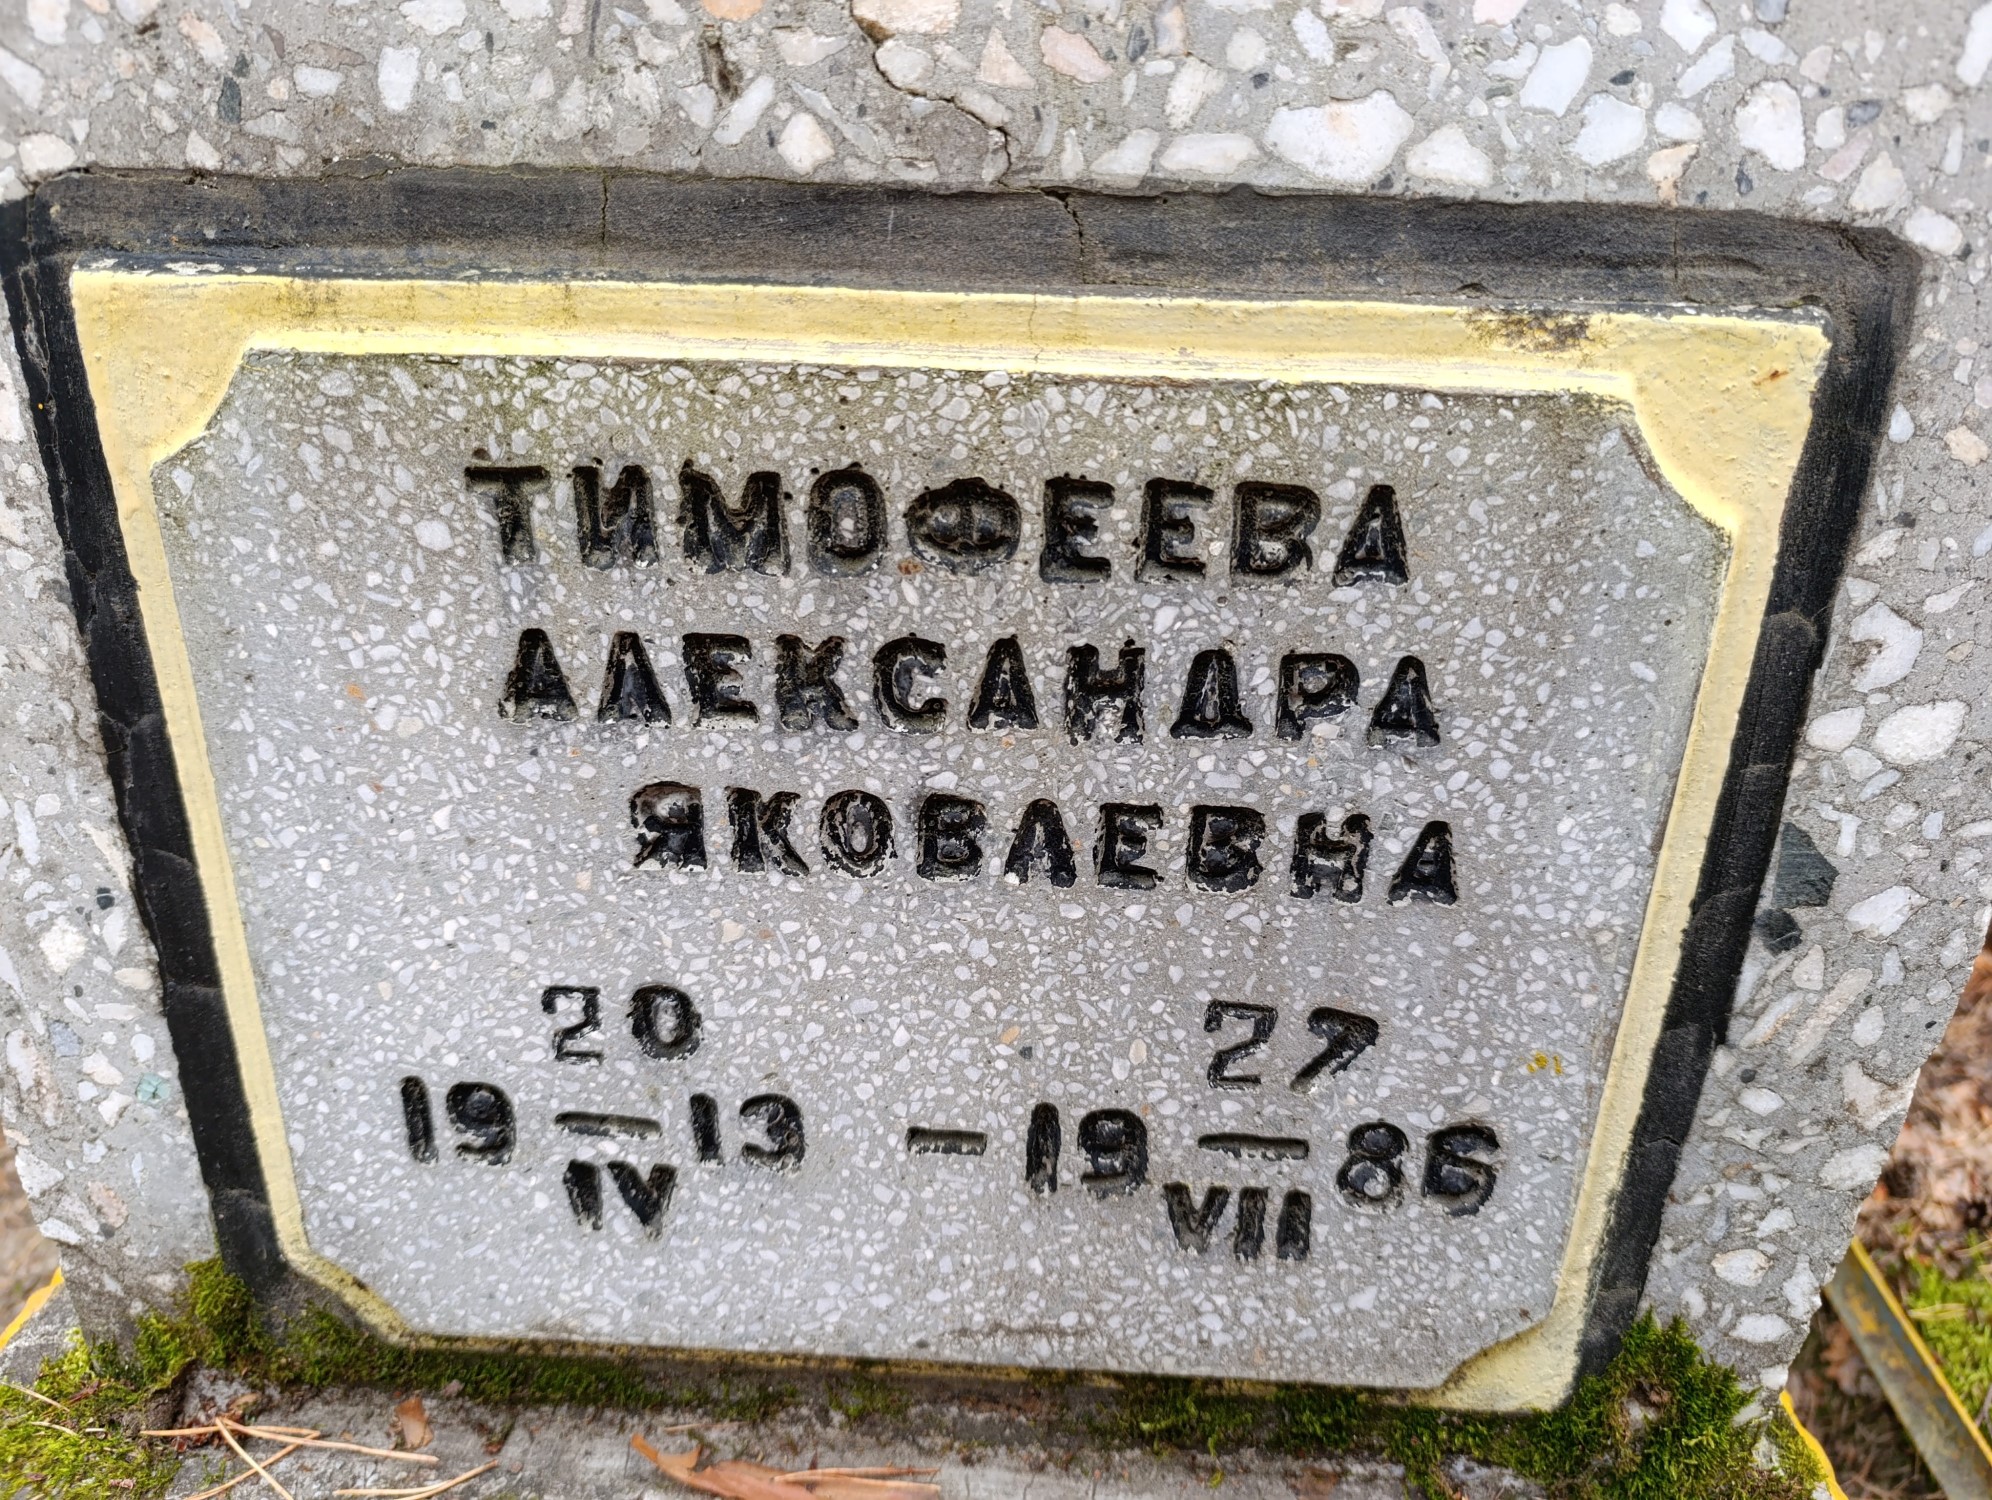 ТИМОФЕЕВА
АЛЕКСАНДРА
ЯКОВЛЕВНА
20 27
19 — 13 — 19 — 86
IV VII